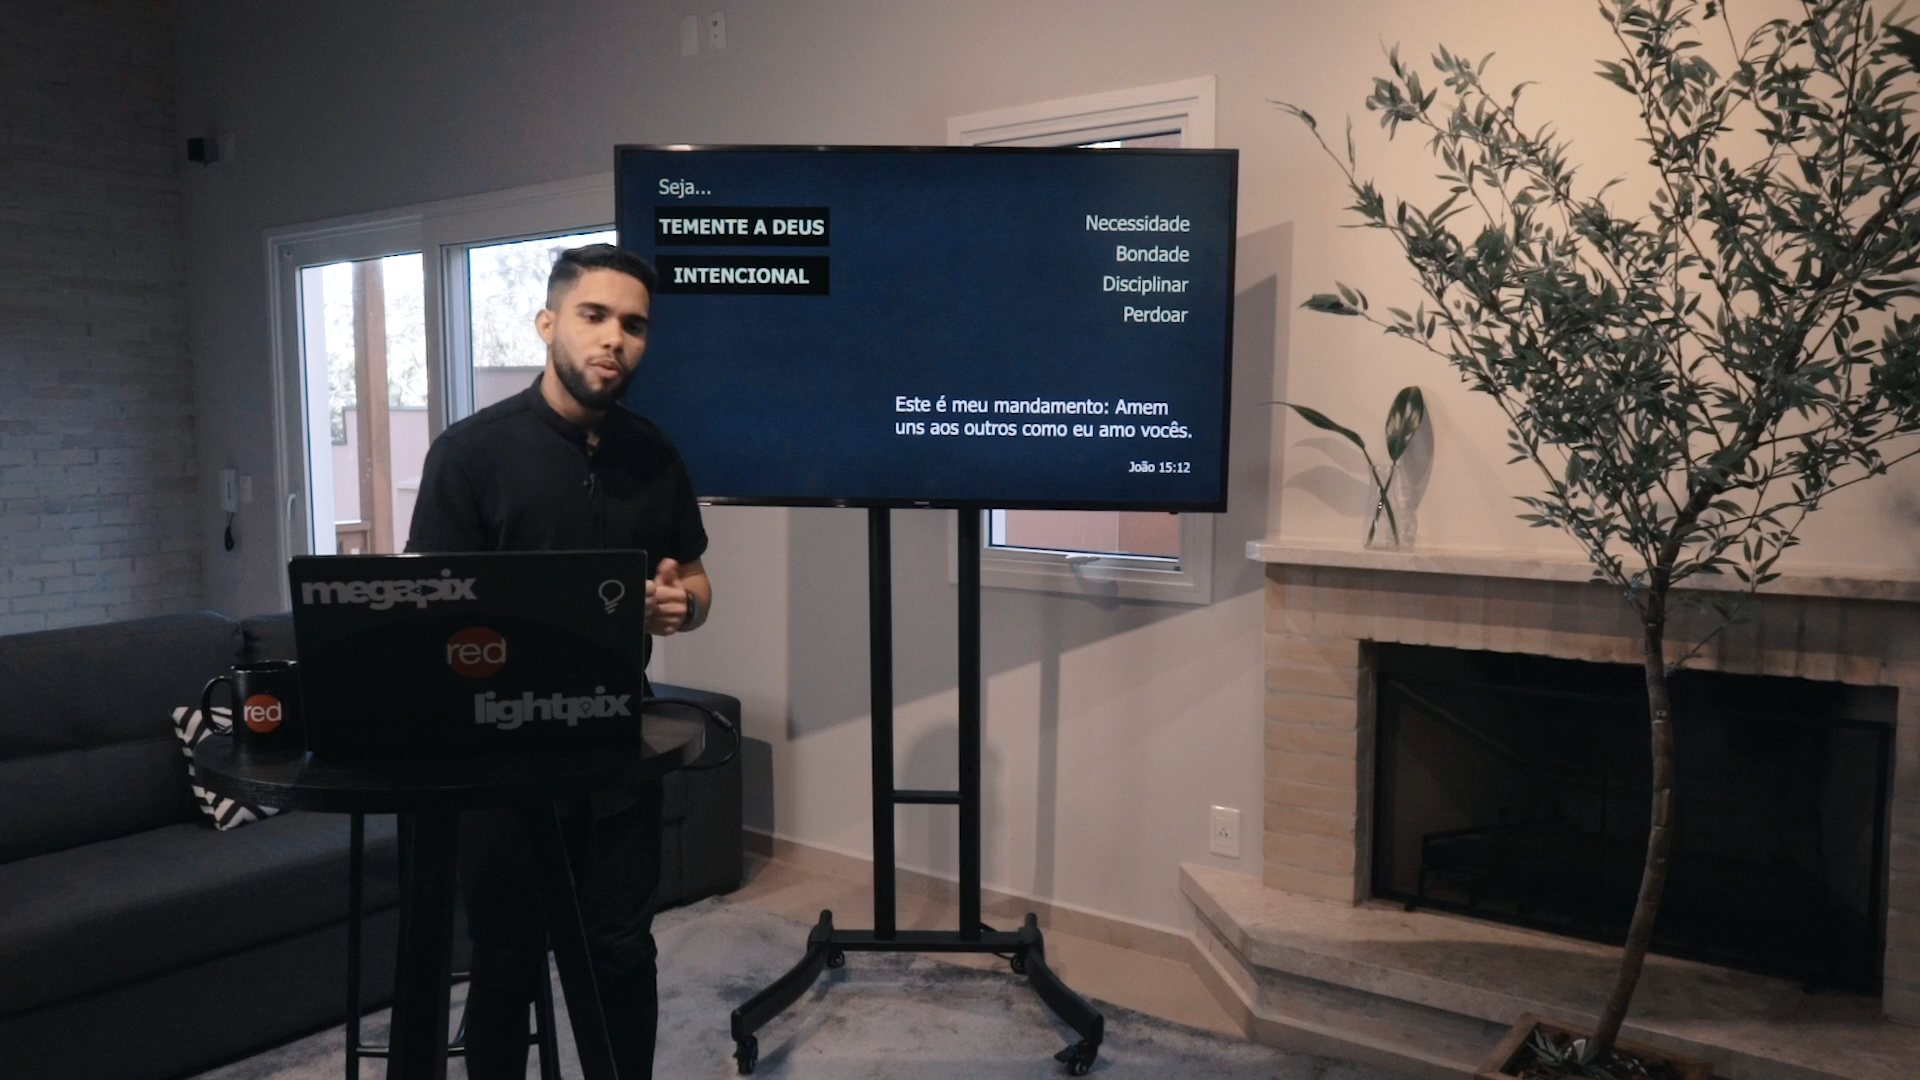 Seja...
TEMENTE A DEUS
INTENCIONAL
Necessidade
Bondade
Disciplinar
Perdoar
Este é meu mandamento: Amem
uns aos outros como eu amo vocês.
João 15:12
megapix
red
lightpix
red